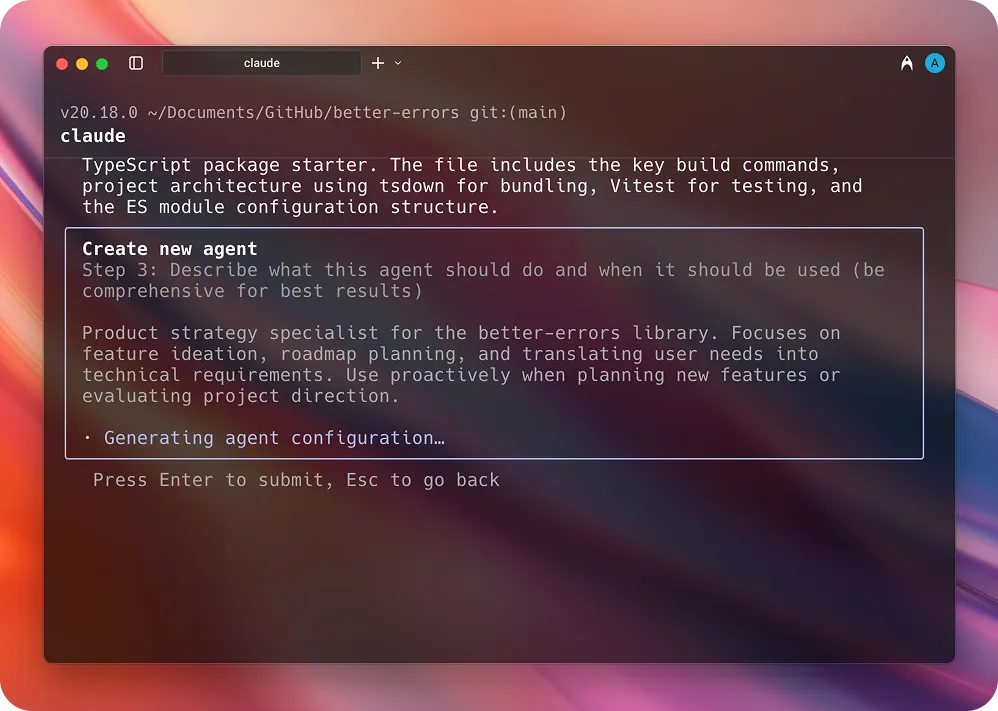 claude
A
v20.18.0 ~/Documents/GitHub/better-errors git:(main)
claude
TypeScript package starter. The file includes the key build commands,
project architecture using tsdown for bundling, Vitest for testing, and
the ES module configuration structure.
Create new agent
Step 3: Describe what this agent should do and when it should be used (be
comprehensive for best results)
Product strategy specialist for the better-errors library. Focuses on
feature ideation, roadmap planning, and translating user needs into
technical requirements. Use proactively when planning new features or
evaluating project direction.
· Generating agent configuration…
Press Enter to submit, Esc to go back